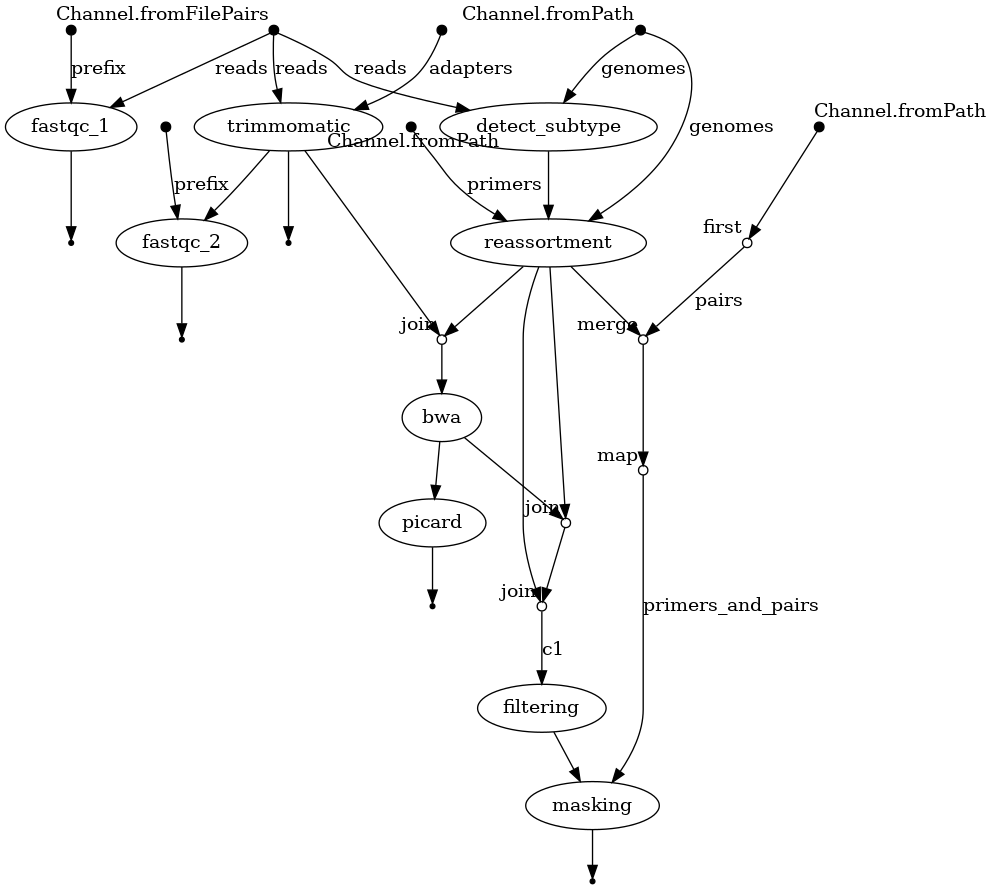 Channel.fromFilePairs
Channel.fromPath
prefix
reads
reads
reads
adapters
genomes
Channel.fromPath
fastqc_1
trimmomatic
detect_subtype
genomes
Channel.fromPath
prefix
primers
first
fastqc_2
reassortment
pairs
join
merge
bwa
map
join
picard
join
primers_and_pairs
c1
filtering
masking